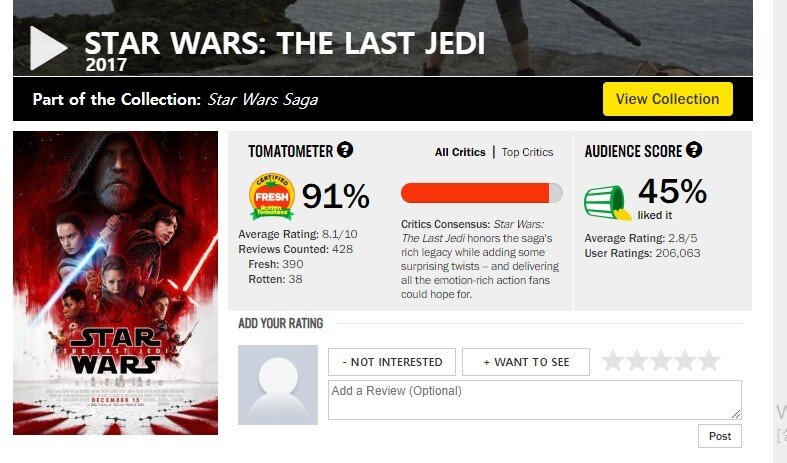 STAR WARS: THE LAST JEDI
2017
Part of the Collection: Star Wars Saga
View Collection
TOMATOMETER ?
All Critics | Top Critics
CERTIFIED
FRESH
91%
Average Rating: 8.1/10
Reviews Counted: 428
Fresh: 390
Rotten: 38
Critics Consensus: Star Wars:
The Last Jedi honors the saga's
rich legacy while adding some
surprising twists -- and delivering
all the emotion-rich action fans
could hope for.
AUDIENCE SCORE ?
45%
liked it
Average Rating: 2.8/5
User Ratings: 206,063
STAR
THE LAST JEDI
WARS
DECEMBER 15
ADD YOUR RATING
- NOT INTERESTED
+ WANT TO SEE
Add a Review (Optional)
Post